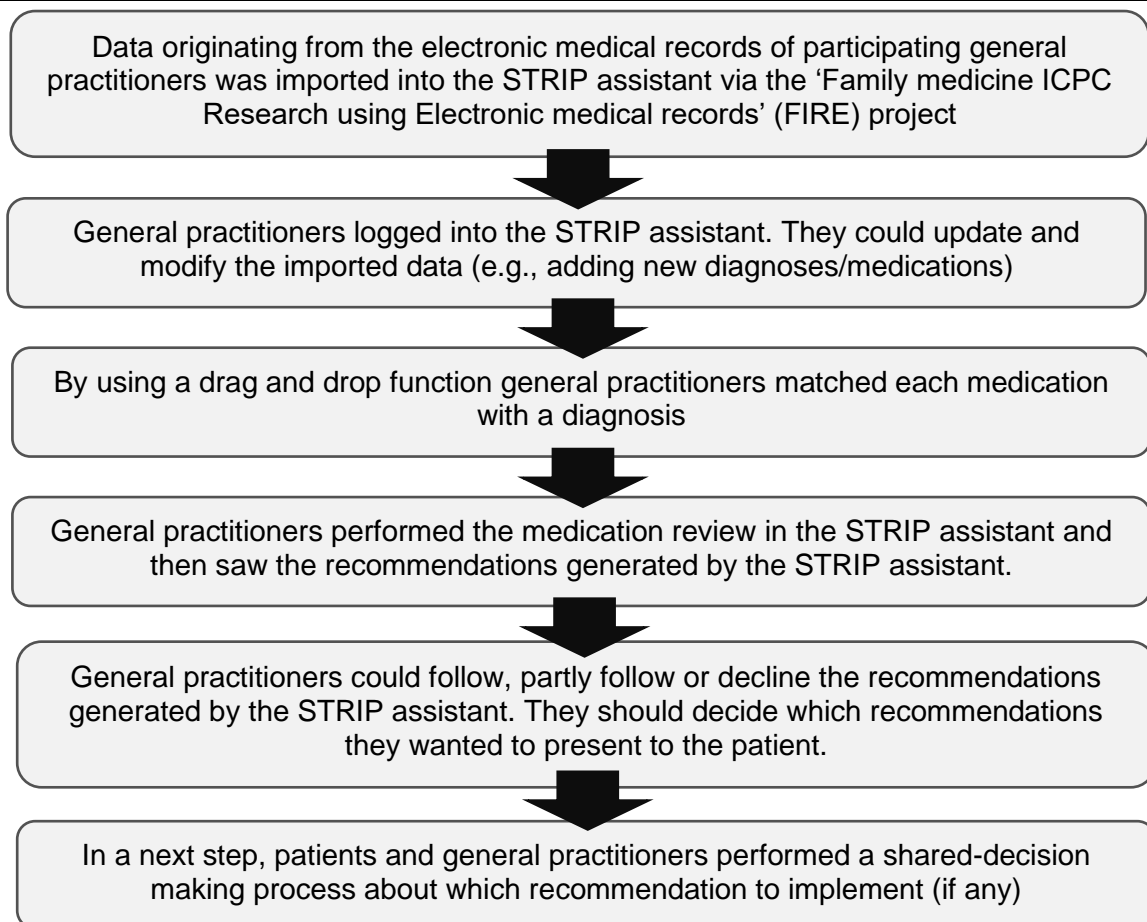 Data originating from the electronic medical records of participating general
practitioners was imported into the STRIP assistant via the ‘Family medicine ICPC
Research using Electronic medical records’ (FIRE) project
General practitioners logged into the STRIP assistant. They could update and
modify the imported data (e.g., adding new diagnoses/medications)
By using a drag and drop function general practitioners matched each medication
with a diagnosis
General practitioners performed the medication review in the STRIP assistant and
then saw the recommendations generated by the STRIP assistant.
General practitioners could follow, partly follow or decline the recommendations
generated by the STRIP assistant. They should decide which recommendations
they wanted to present to the patient.
In a next step, patients and general practitioners performed a shared-decision
making process about which recommendation to implement (if any)